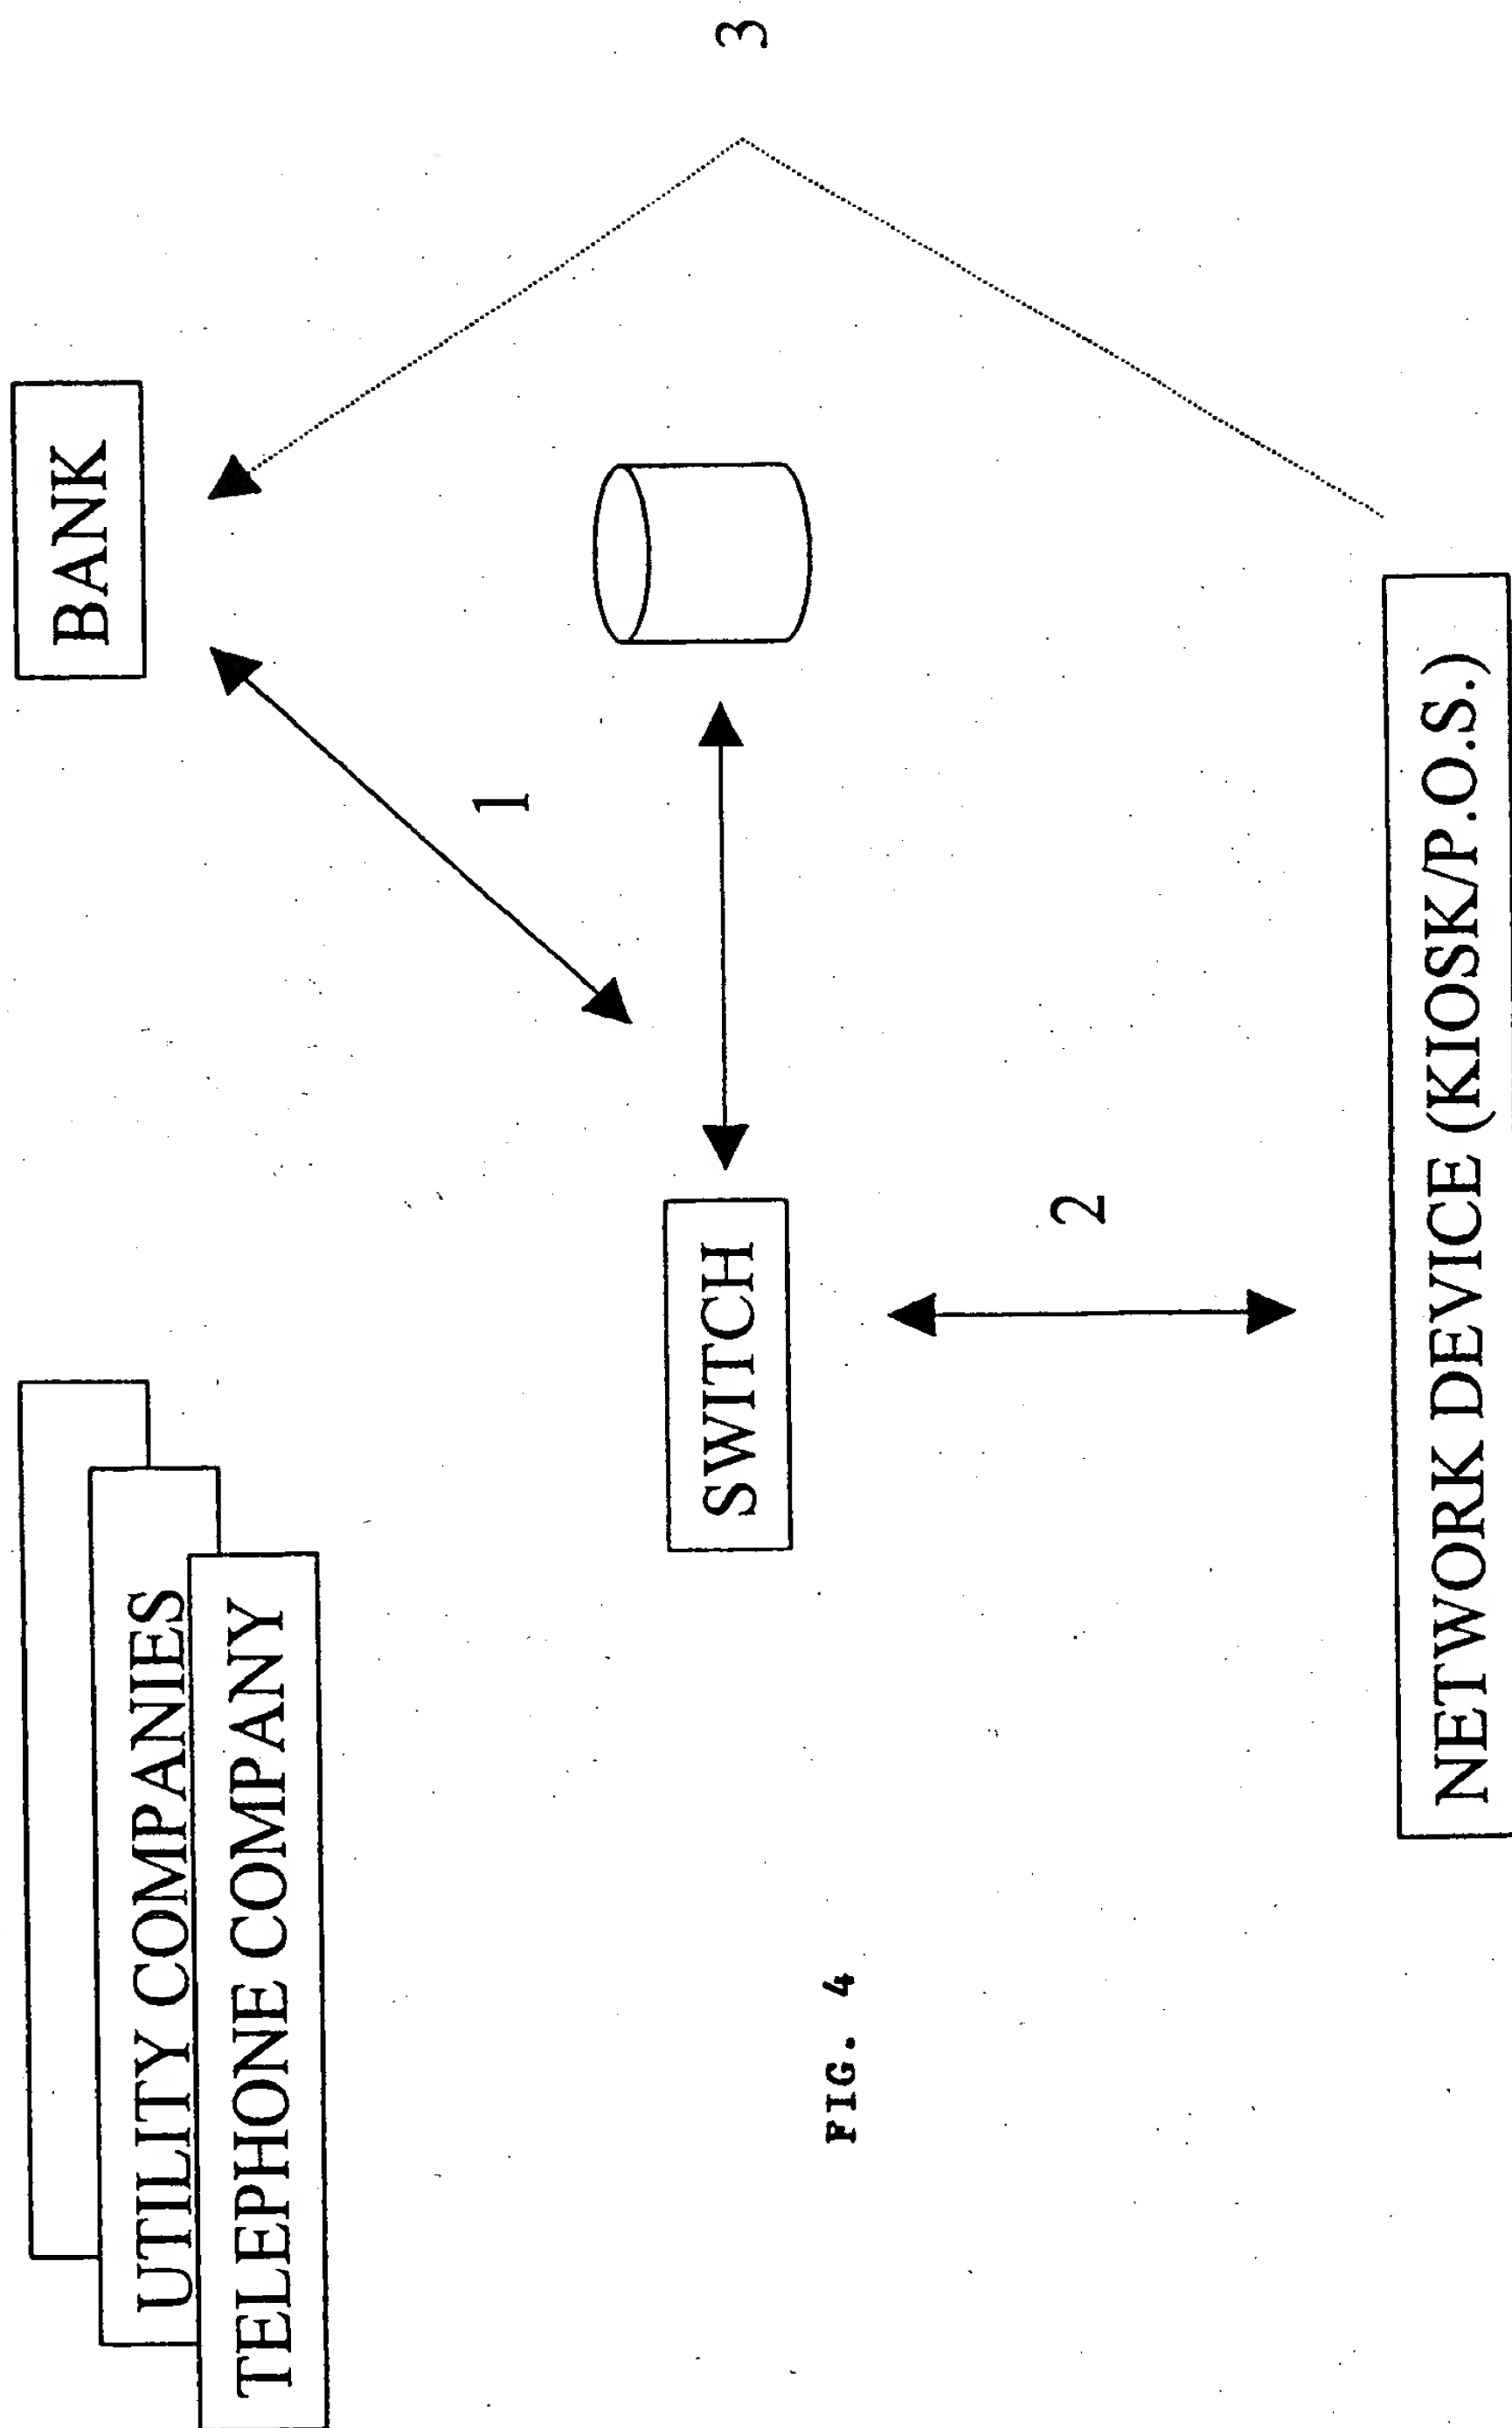 UTILITY COMPANIES
TELEPHONE COMPANY
BANK
1
SWITCH
3
2
NETWORK DEVICE (KIOSK/P.O.S.)
FIG. 4